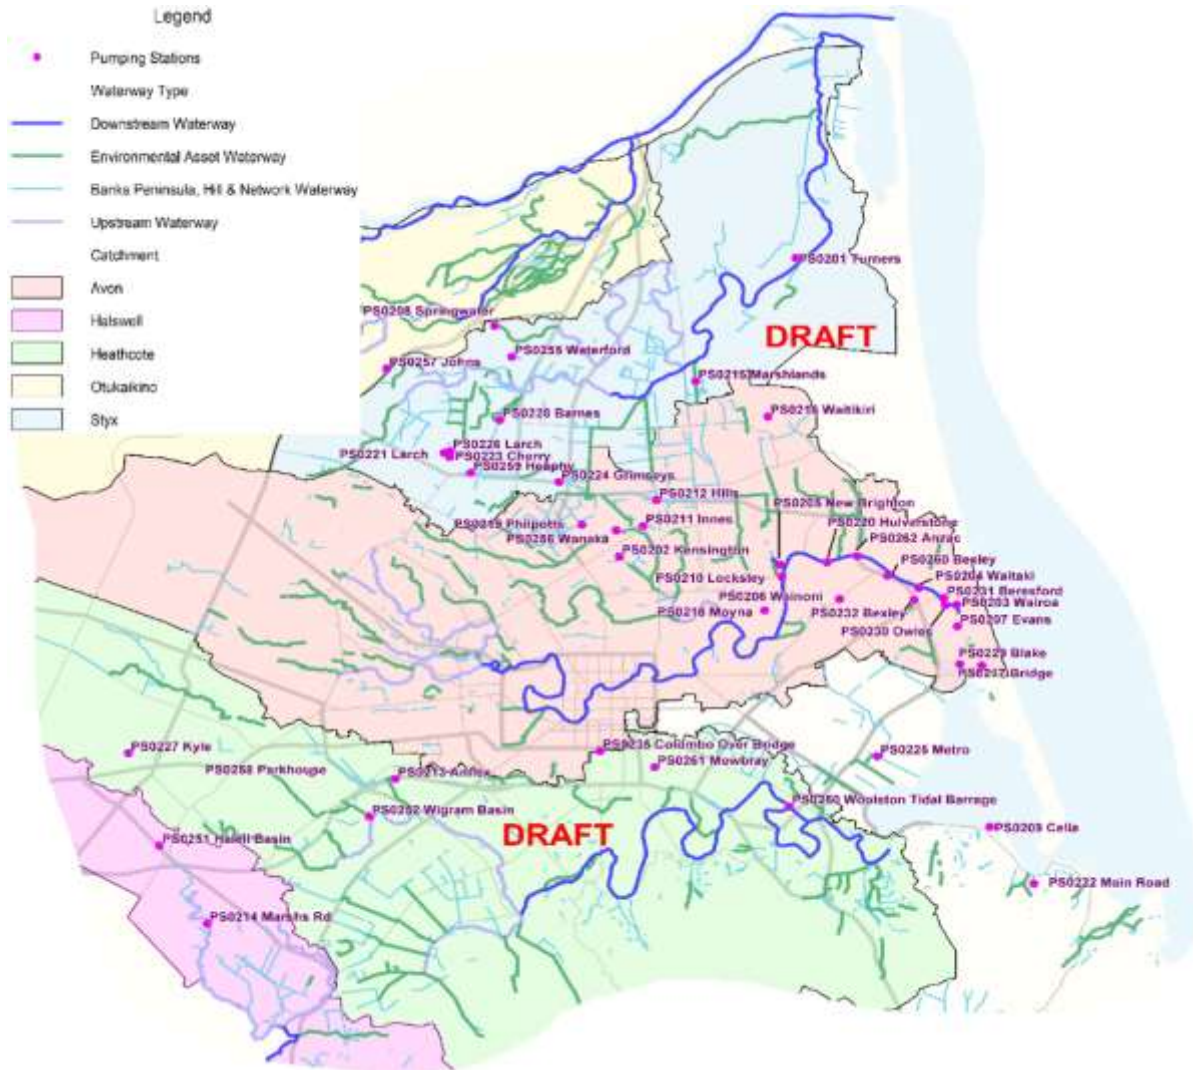 Legend
Pumping Stations
Waterway Type
Downstream Waterway
Environmental Asset Waterway
Banks Peninsula, Hill & Network Waterway
Upstream Waterway
Catchment
Avon
Halswell
Heathcote
Otukaikino
Styx
PS0201 Turners
DRAFT
PS0208 Springwater
PS0255 Waterford
PS0257 Johns
PS0215 Marshlands
PS0228 Barnes
PS0216 Waitikiri
PS0226 Larch
PS0221 Larch
PS0223 Cherry
PS0259 Heaphy
PS0224 Grimseys
PS0212 Hills
PS0205 New Brighton
PS0219 Philpotts
PS0211 Innes
PS0220 Hulverstone
PS0256 Wanaka
PS0262 Anzac
PS0202 Kensington
PS0260 Bexley
PS0210 Locksley
PS0204 Waitaki
PS0206 Wainoni
PS0231 Beresford
PS0203 Wairoa
PS0218 Moyna
PS0232 Bexley
PS0207 Evans
PS0230 Owles
PS0229 Blake
Bridge
PS0227 Kyle
PS0235 Colombo Over Bridge
PS0225 Metro
PS0258
PS0213 Annex
PS0261 Mowbray
PS0252 Wigram Basin
PS0250 Woolston Tidal Barrage
DRAFT
PS0209 Celia
PS0251 Basin
PS0222 Main Road
PS0214 Marshs Rd